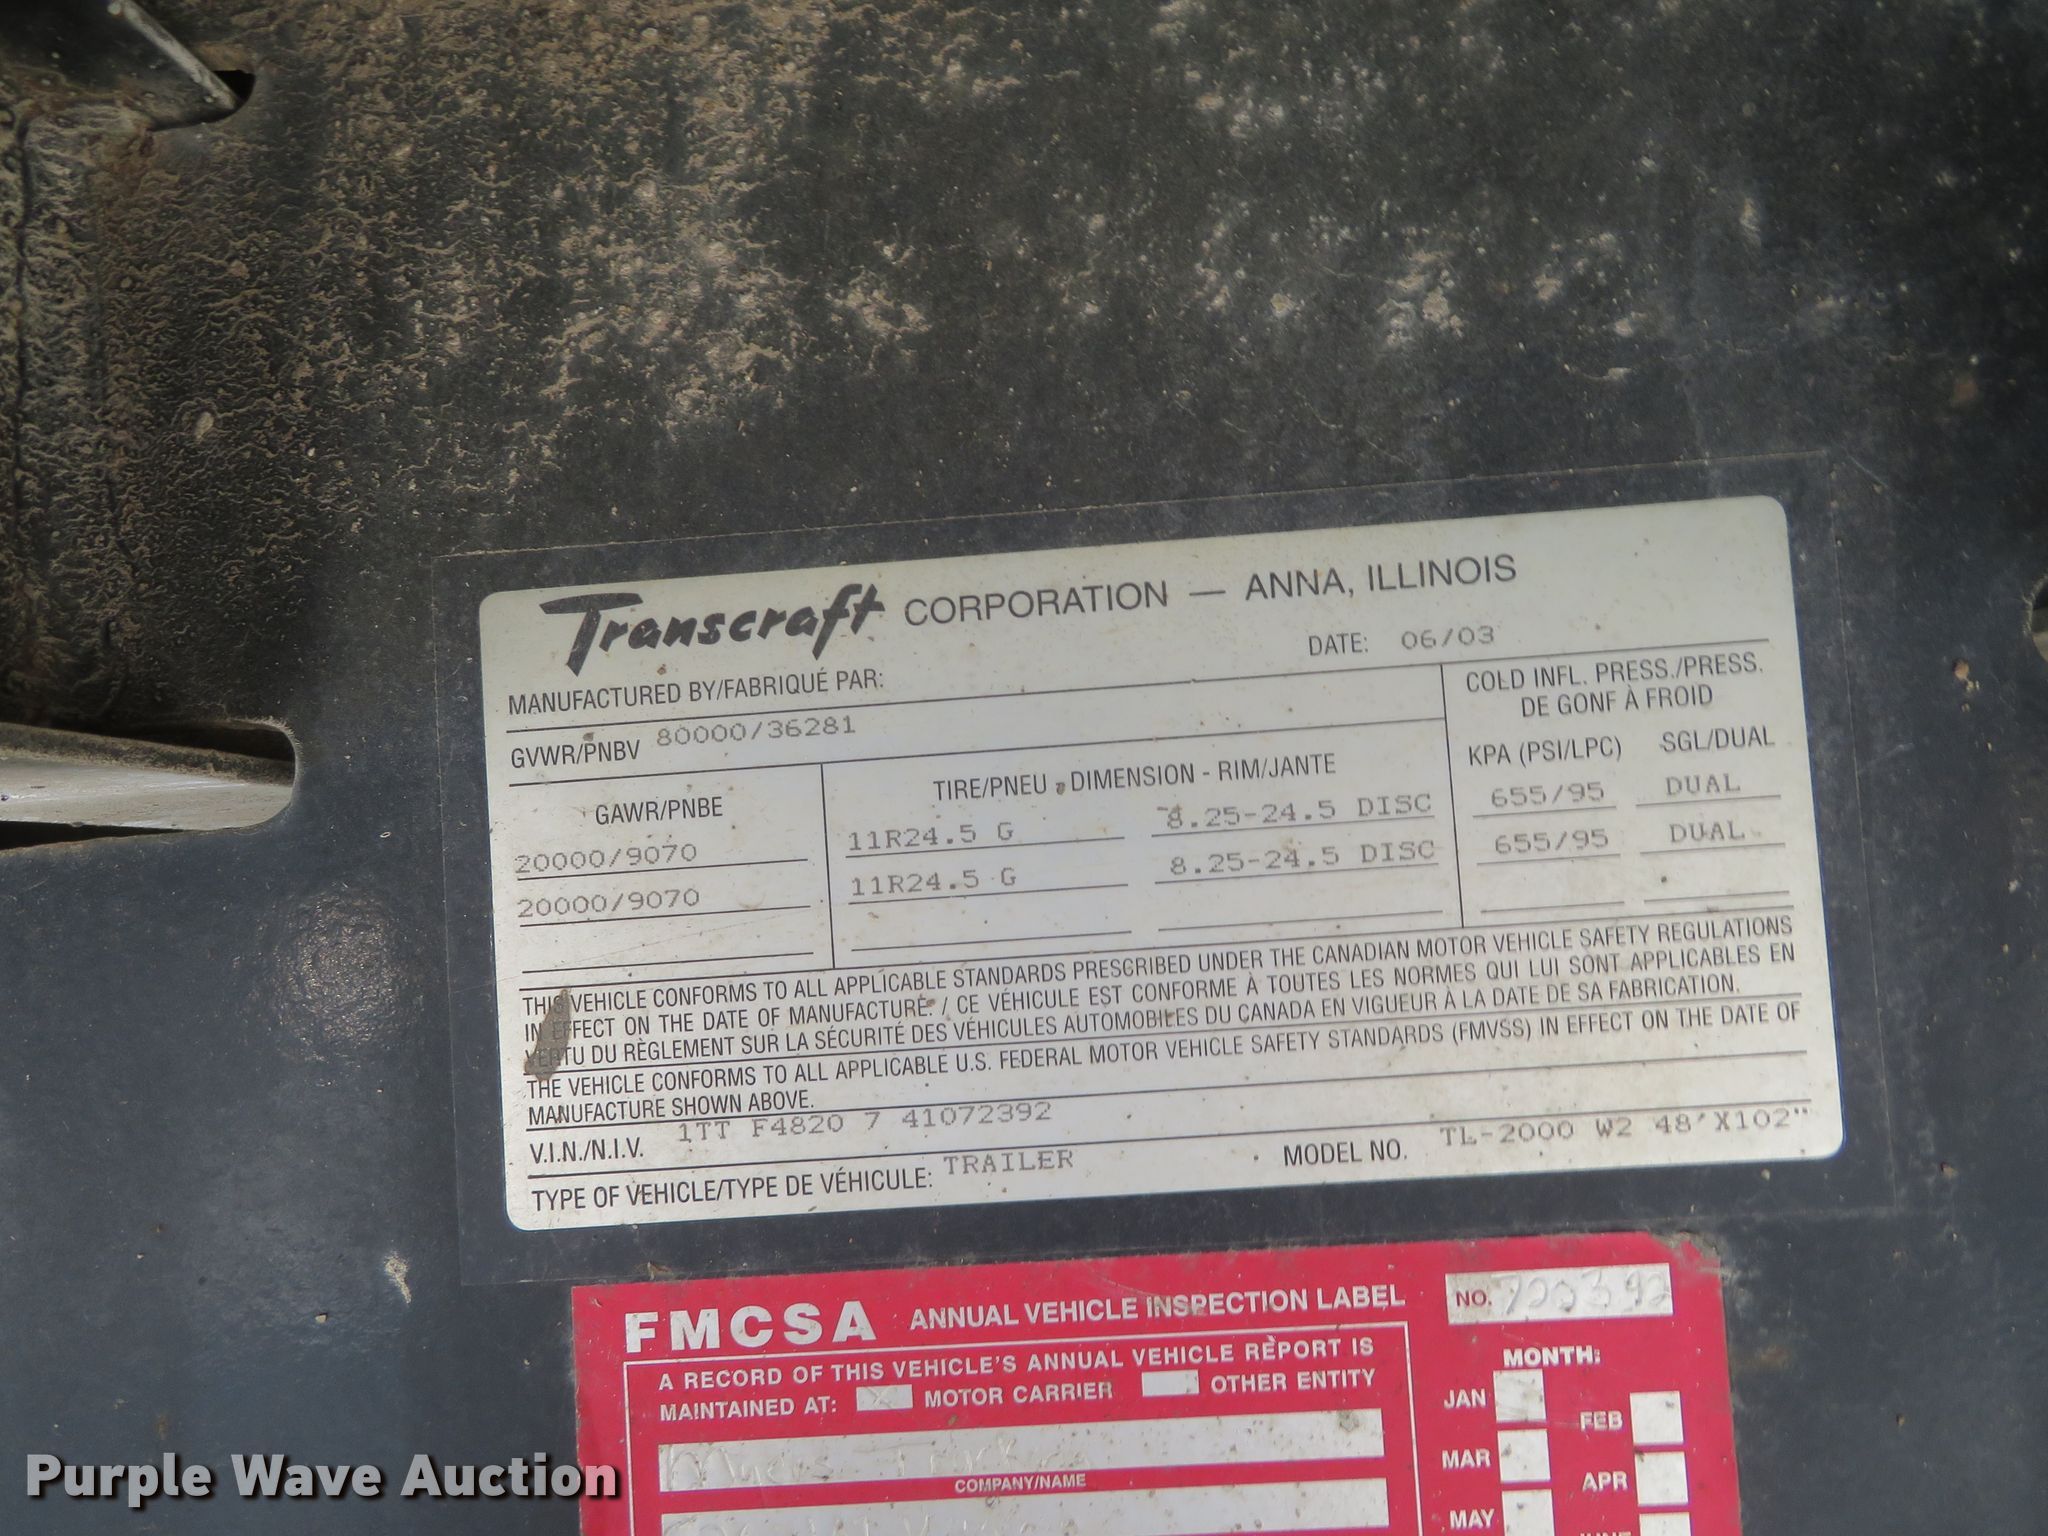 Transcraft CORPORATION — ANNA, ILLINOIS
MANUFACTURED BY/FABRIQUÉ PAR:
DATE: 06/03
GVWR/PNBV 80000/36281
COLD INFL. PRESS./PRESS.
DE GONF À FROID
GAWR/PNBE
TIRE/PNEU - DIMENSION - RIM/JANTE
KPA (PSI/LPC) SGL/DUAL
20000/9070 11R24.5 G 8.25-24.5 DISC 655/95 DUAL
20000/9070 11R24.5 G 8.25-24.5 DISC 655/95 DUAL
THIS VEHICLE CONFORMS TO ALL APPLICABLE STANDARDS PRESCRIBED UNDER THE CANADIAN MOTOR VEHICLE SAFETY REGULATIONS
IN EFFECT ON THE DATE OF MANUFACTURE. / CE VÉHICULE EST CONFORME À TOUTES LES NORMES QUI LUI SONT APPLICABLES EN
VERTU DU RÈGLEMENT SUR LA SÉCURITÉ DES VÉHICULES AUTOMOBILES DU CANADA EN VIGUEUR À LA DATE DE SA FABRICATION.
THE VEHICLE CONFORMS TO ALL APPLICABLE U.S. FEDERAL MOTOR VEHICLE SAFETY STANDARDS (FMVSS) IN EFFECT ON THE DATE OF
MANUFACTURE SHOWN ABOVE.
V.I.N./N.I.V. 1TT F4820 7 41072392
TYPE OF VEHICLE/TYPE DE VÉHICULE: TRAILER MODEL NO. TL-2000 W2 48'X102"
FMCSA ANNUAL VEHICLE INSPECTION LABEL
NO.
A RECORD OF THIS VEHICLE'S ANNUAL VEHICLE REPORT IS
MAINTAINED AT: X MOTOR CARRIER OTHER ENTITY
COMPANY/NAME
MONTH:
JAN FEB
MAR APR
MAY
Purple Wave Auction